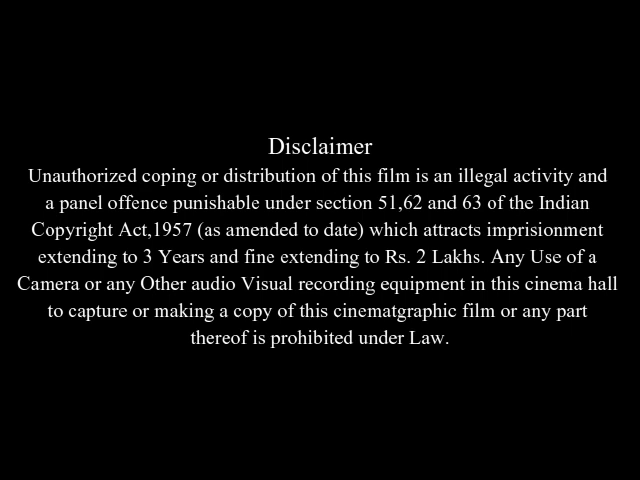 Disclaimer
Unauthorized coping or distribution of this film is an illegal activity and
a panel offence punishable under section 51,62 and 63 of the Indian
Copyright Act,1957 (as amended to date) which attracts imprisionment
extending to 3 Years and fine extending to Rs. 2 Lakhs. Any Use of a
Camera or any Other audio Visual recording equipment in this cinema hall
to capture or making a copy of this cinematgraphic film or any part
thereof is prohibited under Law.